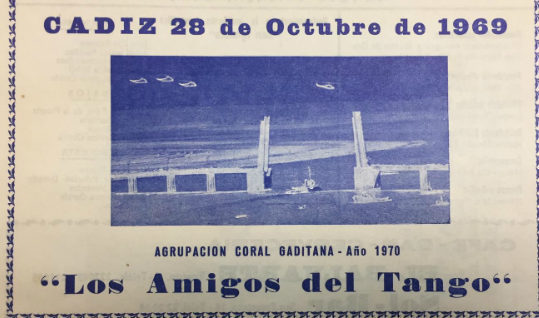 CADIZ 28 de Octubre de 1969
AGRUPACION CORAL GADITANA - Año 1970
“Los Amigos del Tango“